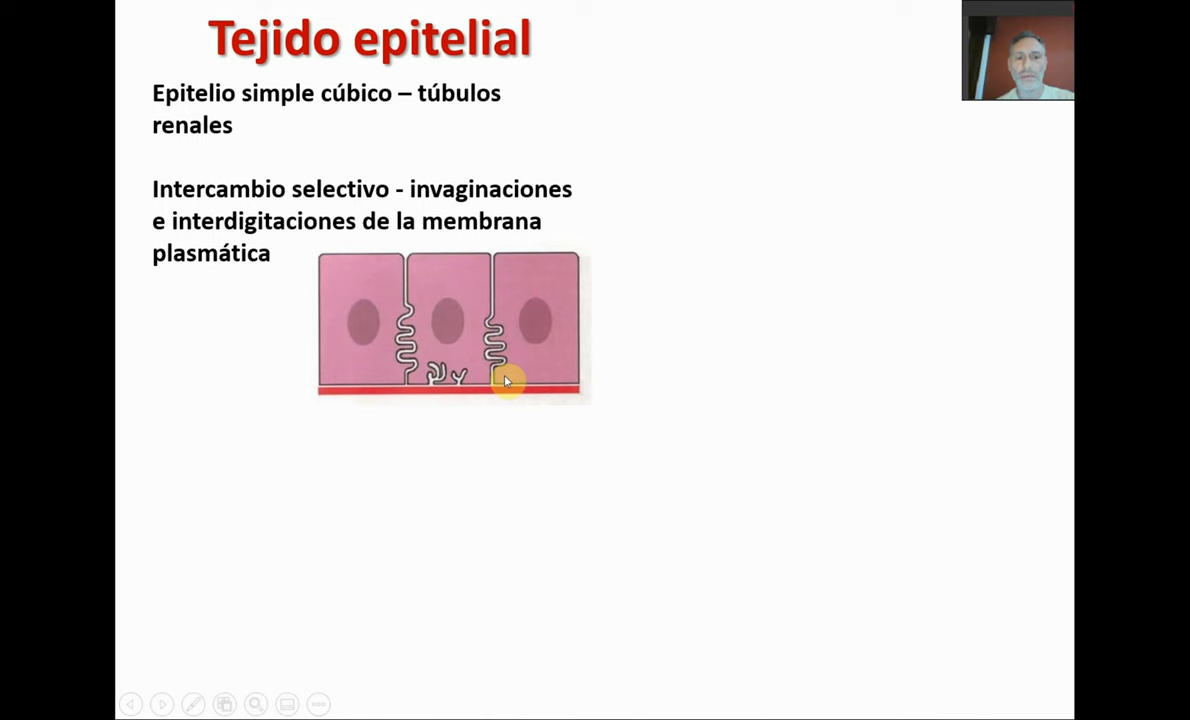 Tejido epitelial
Epitelio simple cúbico – túbulos
renales
Intercambio selectivo - invaginaciones
e interdigitaciones de la membrana
plasmática